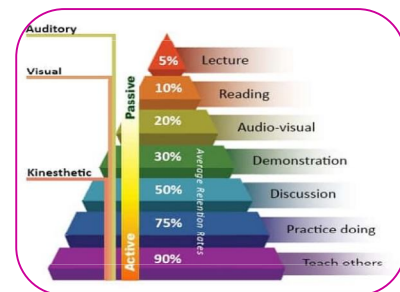 Auditory
Visual
Kinesthetic
Passive
Active
Average Retention Rates
5% Lecture
10% Reading
20% Audio-visual
30% Demonstration
50% Discussion
75% Practice doing
90% Teach others